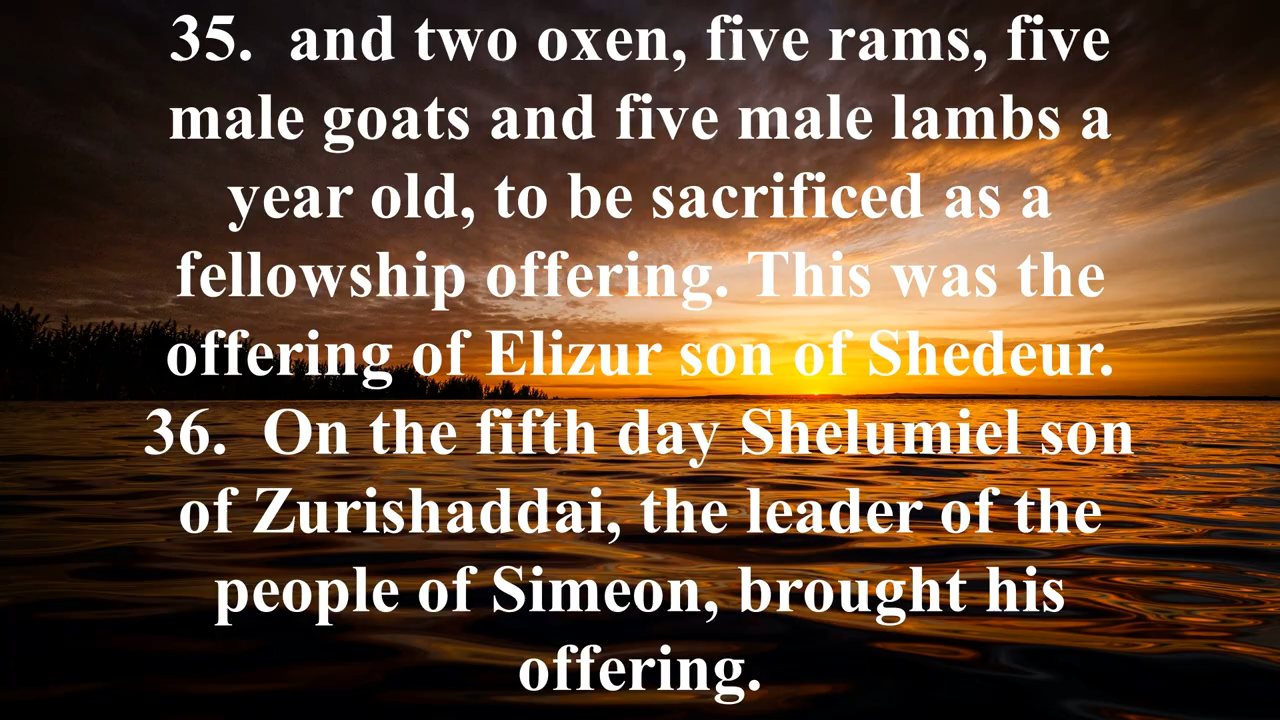 35.  and two oxen, five rams, five
male goats and five male lambs a
year old, to be sacrificed as a
fellowship offering. This was the
offering of Elizur son of Shedeur.
36.  On the fifth day Shelumiel son
of Zurishaddai, the leader of the
people of Simeon, brought his
offering.